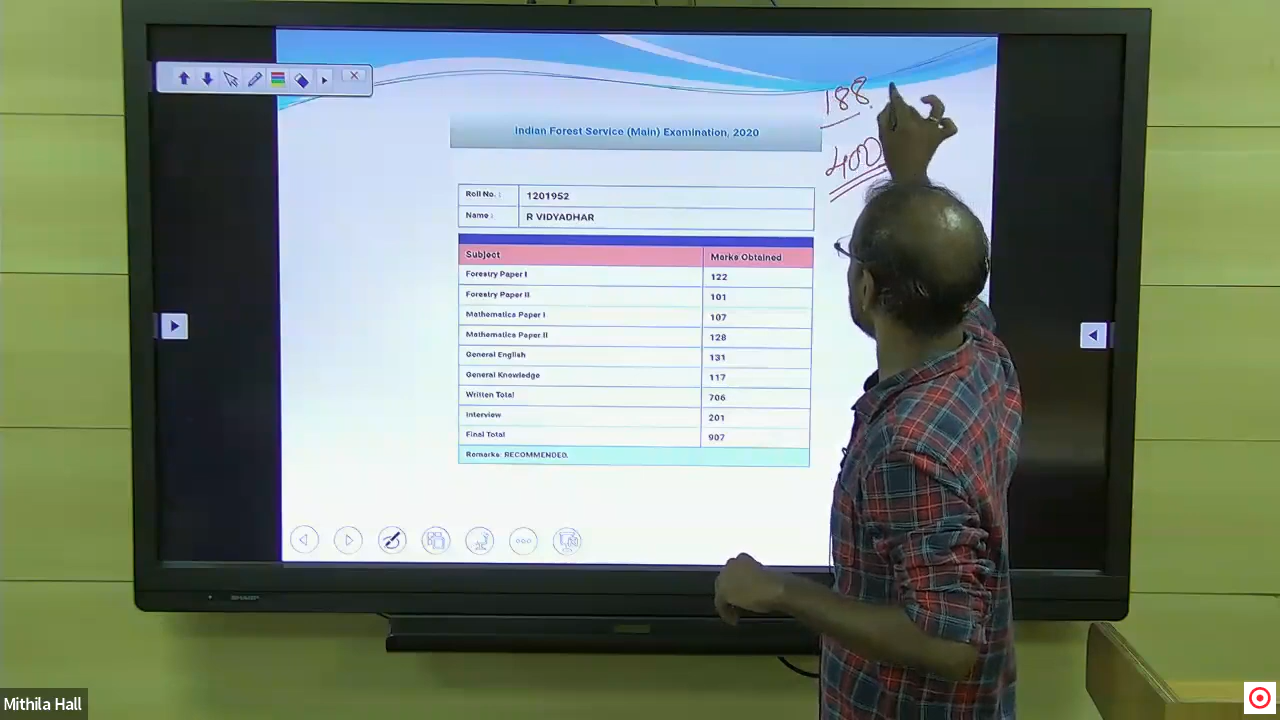 188.
Indian Forest Service (Main) Examination, 2020
400
Roll No. : 1201952
Name : R VIDYADHAR
Subject Marks Obtained
Forestry Paper I 122
Forestry Paper II 101
Mathematics Paper I 107
Mathematics Paper II 128
General English 131
General Knowledge 117
Written Total 706
Interview 201
Final Total 907
Remarks: RECOMMENDED.
SHARP
Mithila Hall